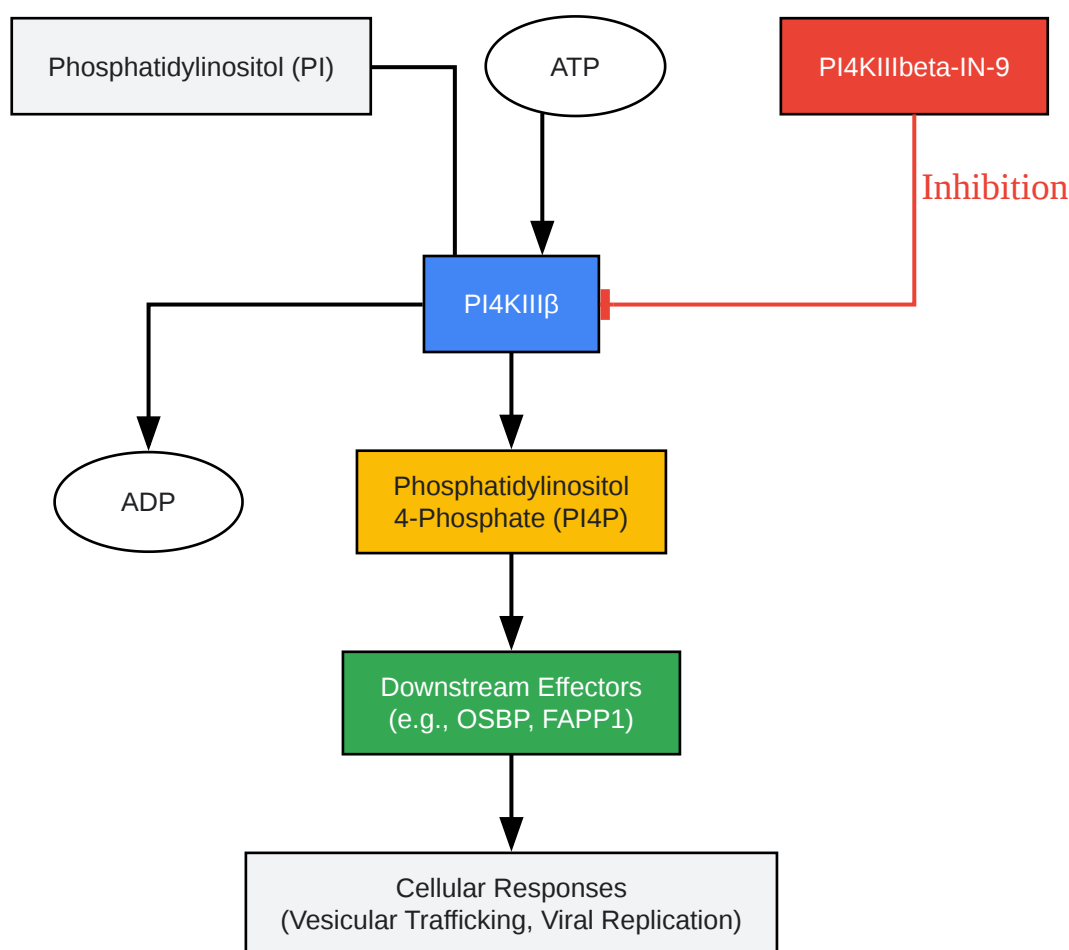 Phosphatidylinositol (PI)
ATP
PI4KIIIbeta-IN-9
Inhibition
PI4KIIIβ
ADP
Phosphatidylinositol
4-Phosphate (PI4P)
Downstream Effectors
(e.g., OSBP, FAPP1)
Cellular Responses
(Vesicular Trafficking, Viral Replication)